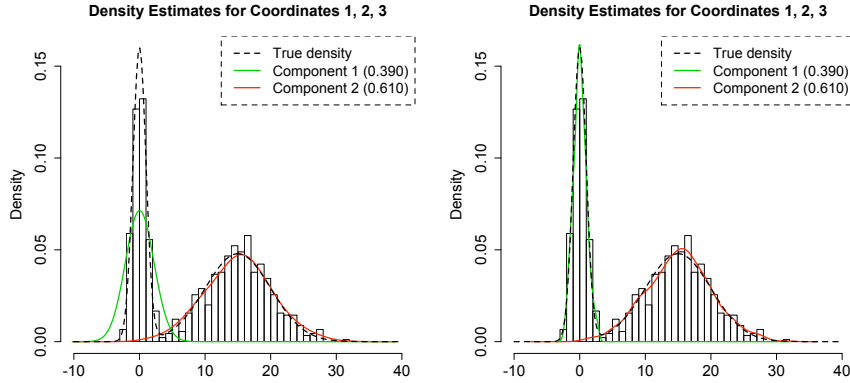 Density Estimates for Coordinates 1, 2, 3
True density
Component 1 (0.390)
Component 2 (0.610)
Density
0.15
0.10
0.05
0.00
-10 0 10 20 30 40
Density Estimates for Coordinates 1, 2, 3
True density
Component 1 (0.390)
Component 2 (0.610)
Density
0.15
0.10
0.05
0.00
-10 0 10 20 30 40